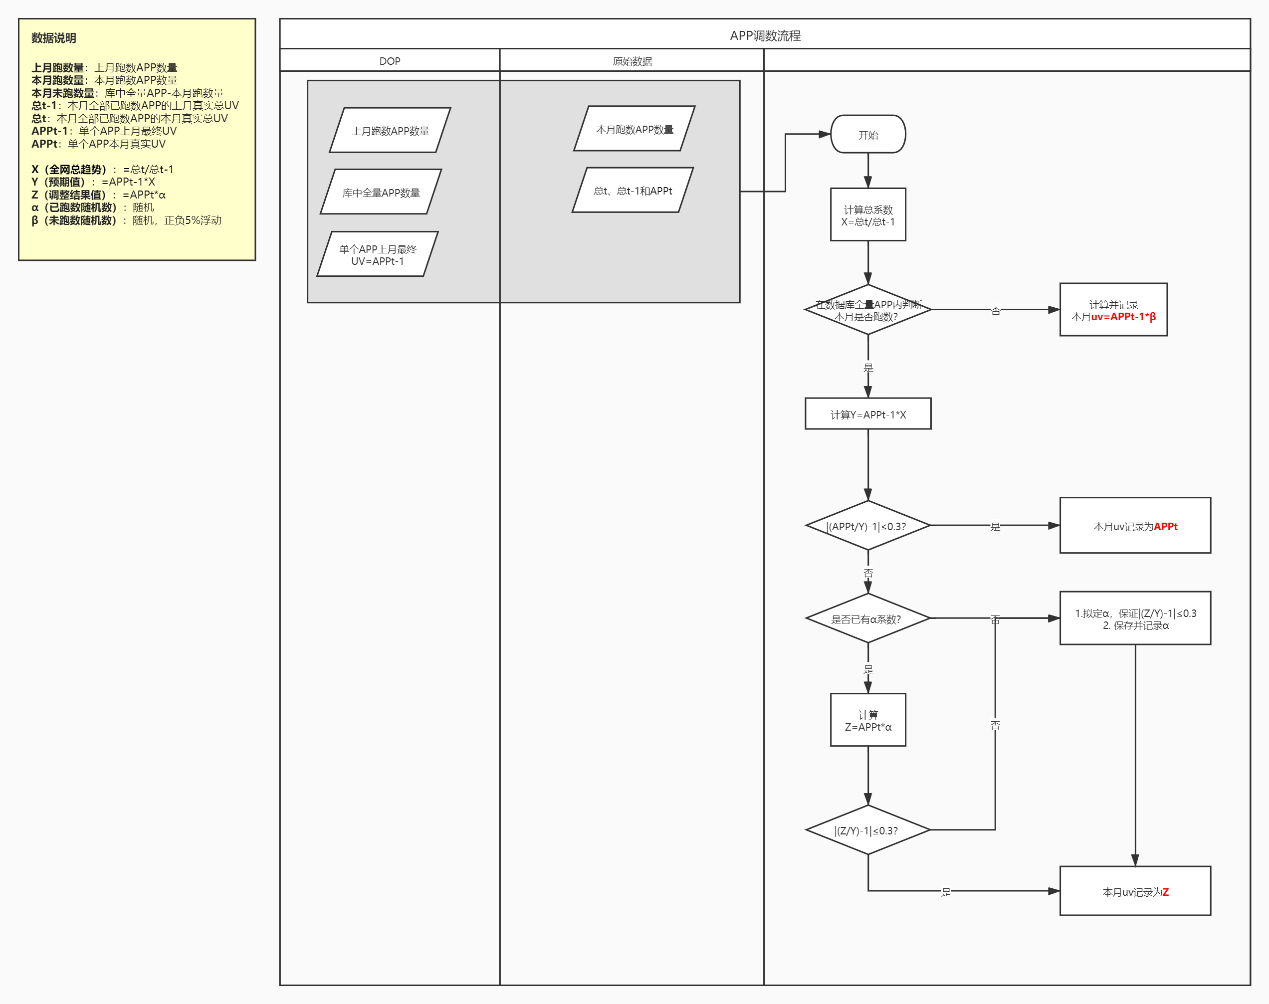 数据说明
上月跑数量：上月跑数APP数量
本月跑数量：本月跑数APP数量
本月未跑数量：库中全量APP-本月跑数量
总t-1：本月全部已跑数APP的上月真实总UV
总t：本月全部已跑数APP的本月真实总UV
APPt-1：单个APP上月最终UV
APPt：单个APP本月真实UV
X（全网总趋势）：=总t/总t-1
Y（预期值）：=APPt-1*X
Z（调整结果值）：=APPt*α
α（已跑数随机数）：随机
β（未跑数随机数）：随机，正负5%浮动
APP调数流程
DOP
原始数据
上月跑数APP数量
库中全量APP数量
单个APP上月最终
UV=APPt-1
本月跑数APP数量
总t、总t-1和APPt
开始
计算总系数
X=总t/总t-1
在数据库全量APP内判断
本月是否跑数?
否
计算并记录
本月uv=APPt-1*β
是
计算Y=APPt-1*X
|(APPt/Y)-1|<0.3?
是
本月uv记录为APPt
否
是否已有α系数?
否
1.拟定α，保证|(Z/Y)-1|≤0.3
2. 保存并记录α
是
计算
Z=APPt*α
否
|(Z/Y)-1|≤0.3?
是
本月uv记录为Z